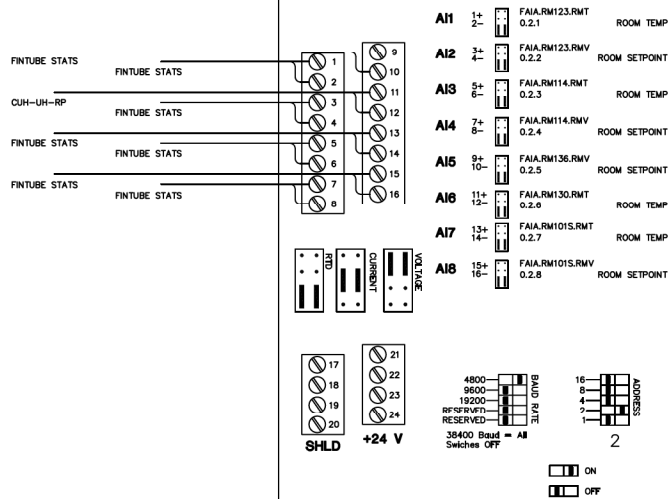 FINTUBE STATS
FINTUBE STATS
CUH-UH-RP
FINTUBE STATS
FINTUBE STATS
FINTUBE STATS
FINTUBE STATS
FINTUBE STATS
1
2
3
4
5
6
7
8
9
10
11
12
13
14
15
16
AI1 1+ 2- FAIA.RM123.RMT 0.2.1 ROOM TEMP
AI2 3+ 4- FAIA.RM123.RMV 0.2.2 ROOM SETPOINT
AI3 5+ 6- FAIA.RM114.RMT 0.2.3 ROOM TEMP
AI4 7+ 8- FAIA.RM114.RMV 0.2.4 ROOM SETPOINT
AI5 9+ 10- FAIA.RM136.RMV 0.2.5 ROOM SETPOINT
AI6 11+ 12- FAIA.RM130.RMT 0.2.6 ROOM TEMP
AI7 13+ 14- FAIA.RM101S.RMT 0.2.7 ROOM TEMP
AI8 15+ 16- FAIA.RM101S.RMV 0.2.8 ROOM SETPOINT
RTD
CURRENT
VOLTAGE
17
18
19
20
SHLD
21
22
23
24
+24 V
4800
9600
19200
RESERVED
RESERVED
BAUD RATE
38400 Baud = All
Swiches OFF
16
8
4
2
1
ADDRESS
2
ON
OFF